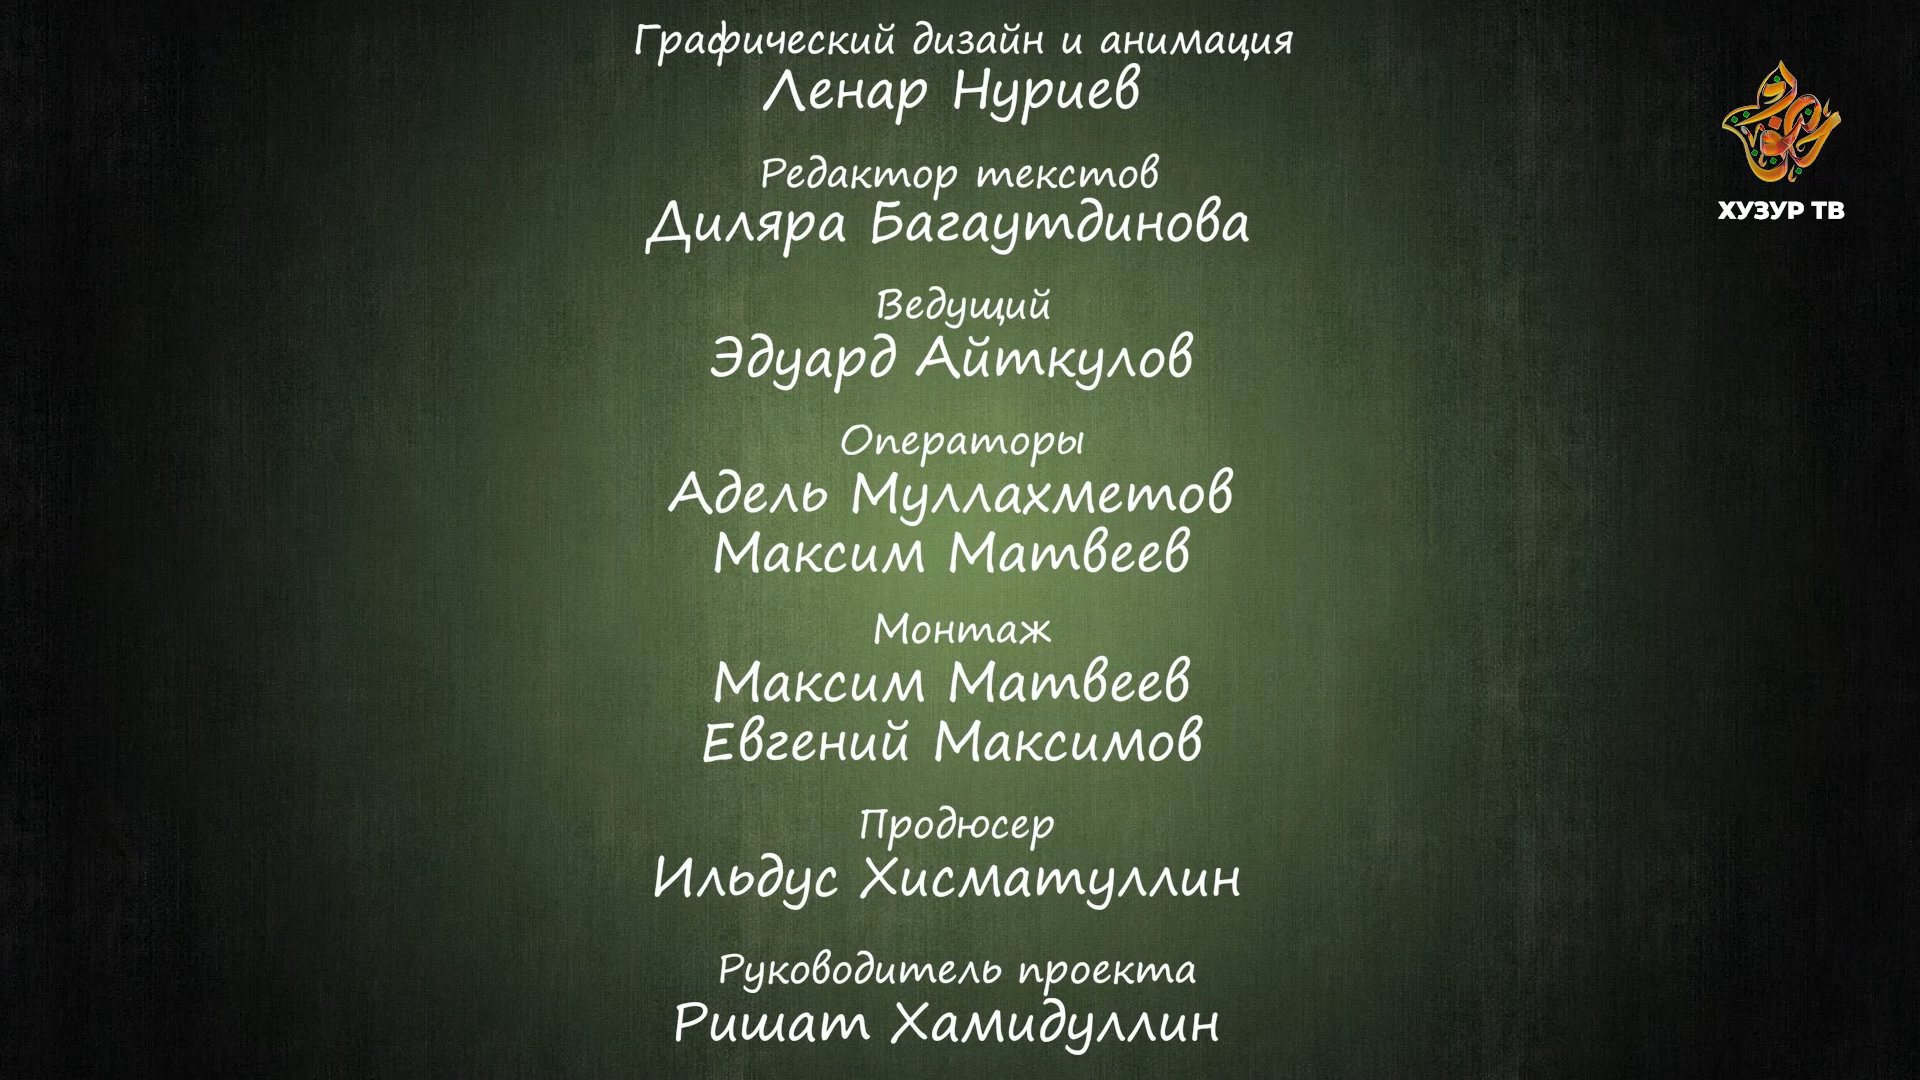 Графический дизайн и анимация
Ленар Нуриев
Редактор текстов
Диляра Багаутдинова
Ведущий
Эдуард Айткулов
Операторы
Адель Муллахметов
Максим Матвеев
Монтаж
Максим Матвеев
Евгений Максимов
Продюсер
Ильдус Хисматуллин
Руководитель проекта
Ришат Хамидуллин
ХУЗУР ТВ